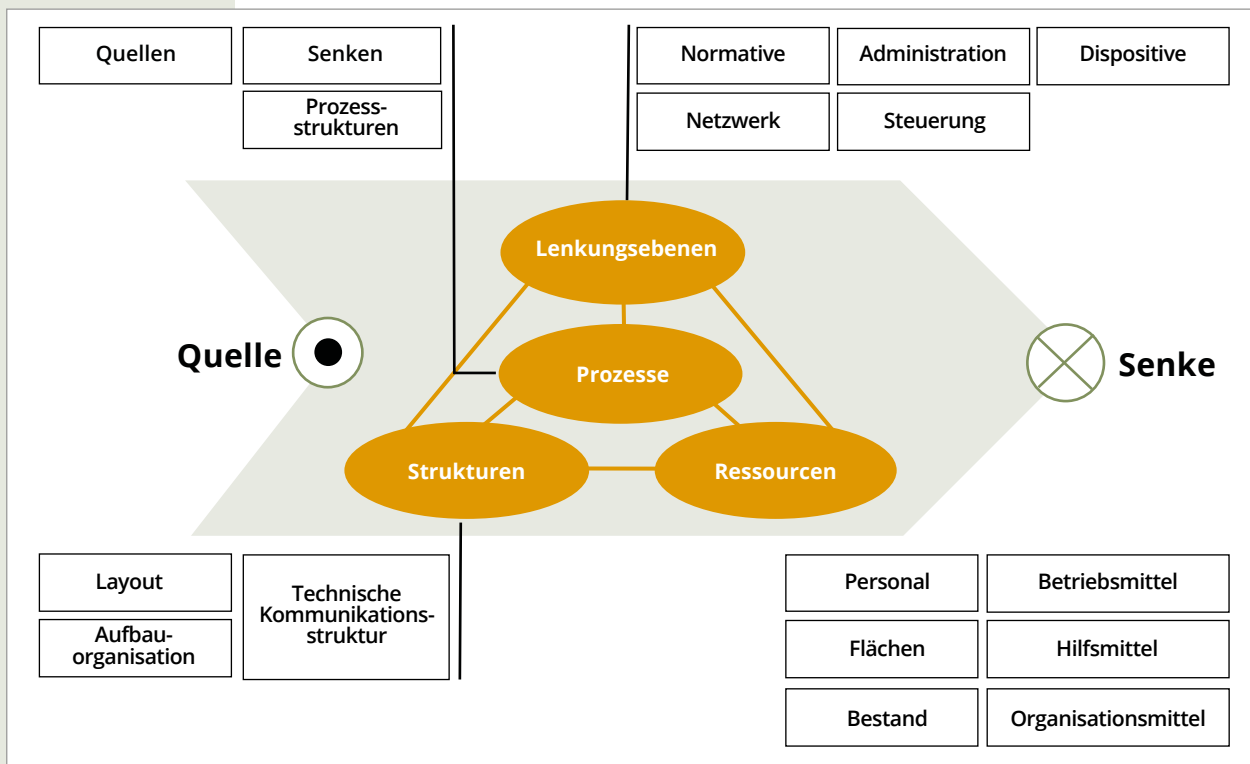 Quellen
Senken
Prozess-
strukturen
Normative
Administration
Dispositive
Netzwerk
Steuerung
Lenkungsebenen
Quelle
Prozesse
Senke
Strukturen
Ressourcen
Layout
Aufbau-
organisation
Technische
Kommunikations-
struktur
Personal
Betriebsmittel
Flächen
Hilfsmittel
Bestand
Organisationsmittel